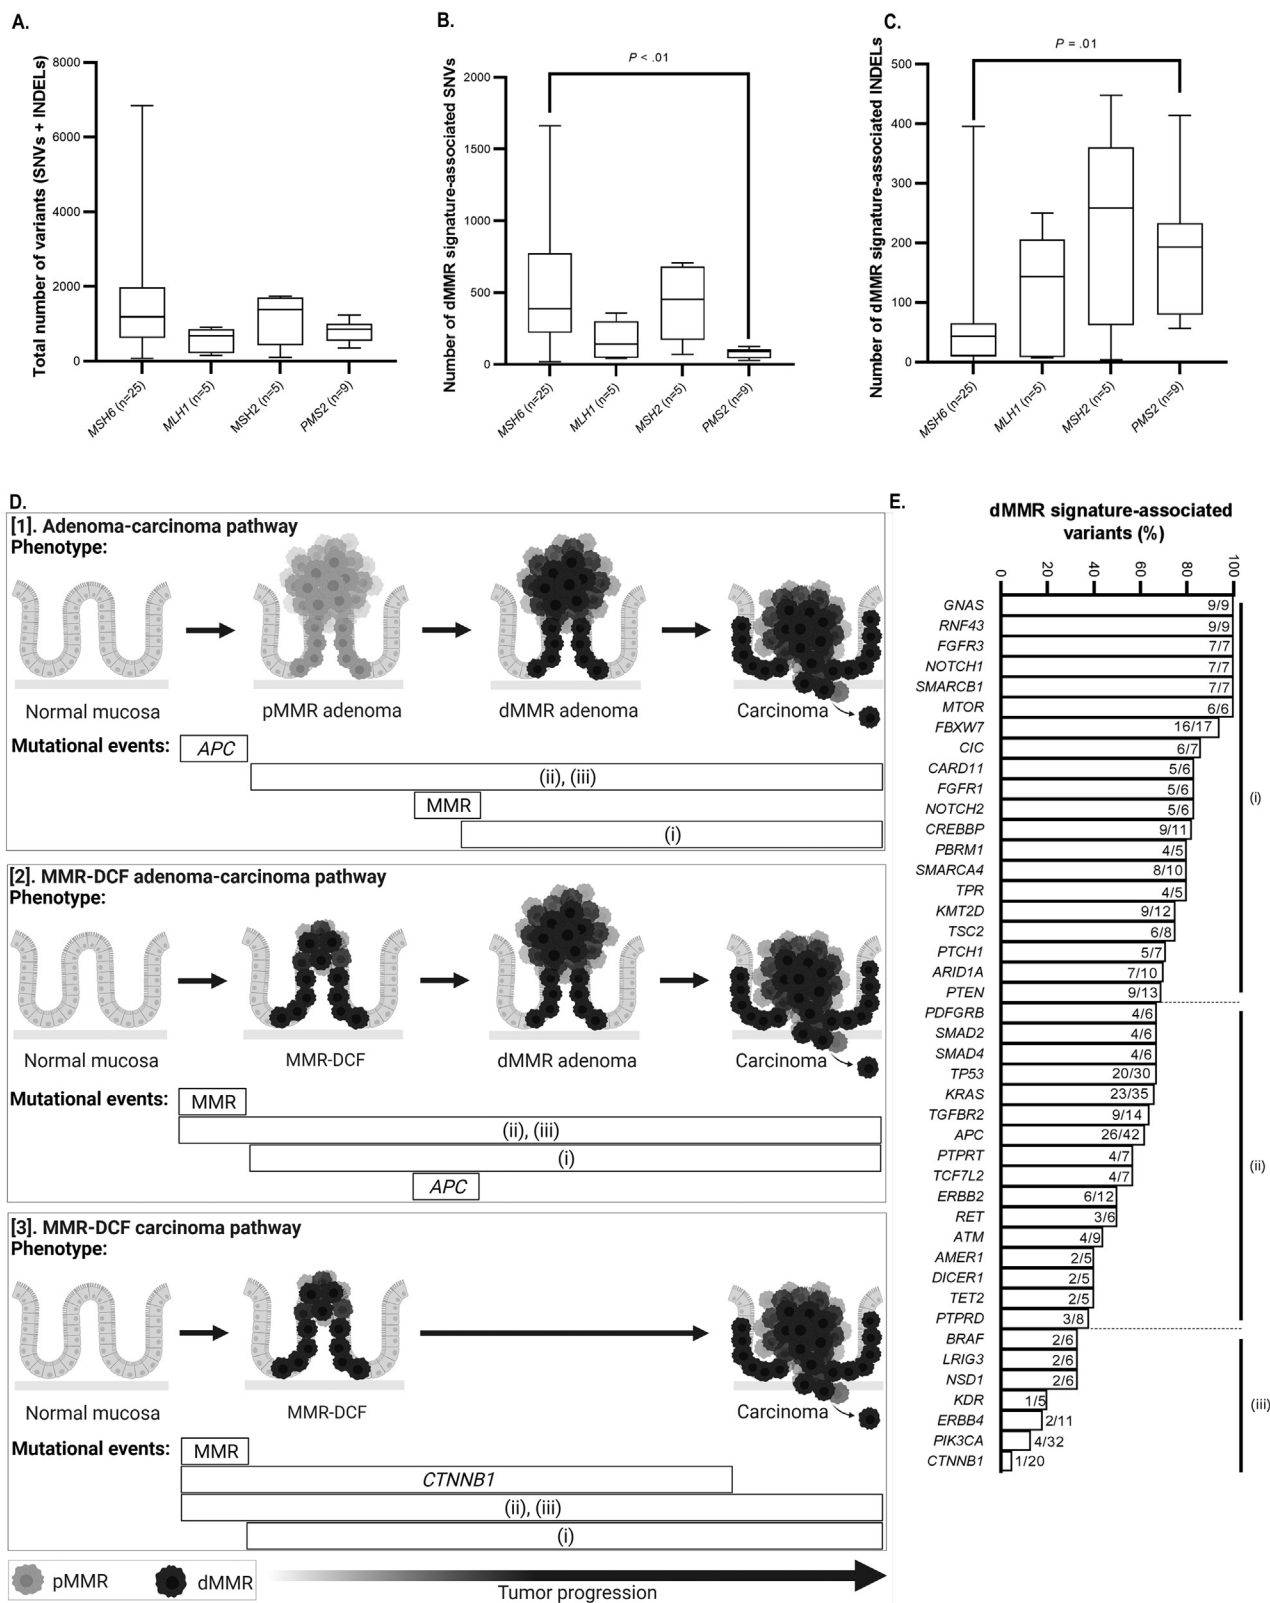 A.
Total number of variants (SNVs + INDELs)
8000
6000
4000
2000
0
MSH6 (n=25)
MLH1 (n=5)
MSH2 (n=5)
PMS2 (n=9)
B.
P < .01
Number of dMMR signature-associated SNVs
2000
1500
1000
500
0
MSH6 (n=25)
MLH1 (n=5)
MSH2 (n=5)
PMS2 (n=9)
C.
P = .01
Number of dMMR signature-associated INDELs
500
400
300
200
100
0
MSH6 (n=25)
MLH1 (n=5)
MSH2 (n=5)
PMS2 (n=9)
D.
[1]. Adenoma-carcinoma pathway
Phenotype:
Normal mucosa
pMMR adenoma
dMMR adenoma
Carcinoma
Mutational events:
APC
(ii), (iii)
MMR
(i)
[2]. MMR-DCF adenoma-carcinoma pathway
Phenotype:
Normal mucosa
MMR-DCF
dMMR adenoma
Carcinoma
Mutational events:
MMR
(ii), (iii)
(i)
APC
[3]. MMR-DCF carcinoma pathway
Phenotype:
Normal mucosa
MMR-DCF
Carcinoma
Mutational events:
MMR
CTNNB1
(ii), (iii)
(i)
pMMR
dMMR
Tumor progression
E.
dMMR signature-associated
variants (%)
0
20
40
60
80
100
GNAS 9/9
RNF43 9/9
FGFR3 7/7
NOTCH1 7/7
SMARCB1 7/7
MTOR 6/6
FBXW7 16/17
CIC 6/7
CARD11 5/6
FGFR1 5/6
NOTCH2 5/6
CREBBP 9/11
PBRM1 4/5
SMARCA4 8/10
TPR 4/5
KMT2D 9/12
TSC2 6/8
PTCH1 5/7
ARID1A 7/10
PTEN 9/13
(i)
PDFGRB 4/6
SMAD2 4/6
SMAD4 4/6
TP53 20/30
KRAS 23/35
TGFBR2 9/14
APC 26/42
PTPRT 4/7
TCF7L2 4/7
ERBB2 6/12
RET 3/6
ATM 4/9
AMER1 2/5
DICER1 2/5
TET2 2/5
PTPRD 3/8
(ii)
BRAF 2/6
LRIG3 2/6
NSD1 2/6
KDR 1/5
ERBB4 2/11
PIK3CA 4/32
CTNNB1 1/20
(iii)